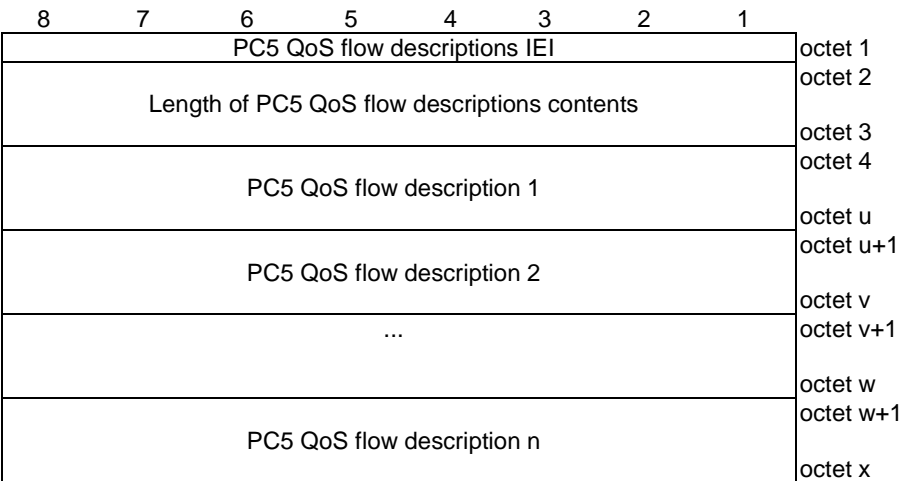 8 7 6 5 4 3 2 1
PC5 QoS flow descriptions IEI octet 1
octet 2
Length of PC5 QoS flow descriptions contents
octet 3
octet 4
PC5 QoS flow description 1
octet u
octet u+1
PC5 QoS flow description 2
octet v
... octet v+1
octet w
octet w+1
PC5 QoS flow description n
octet x